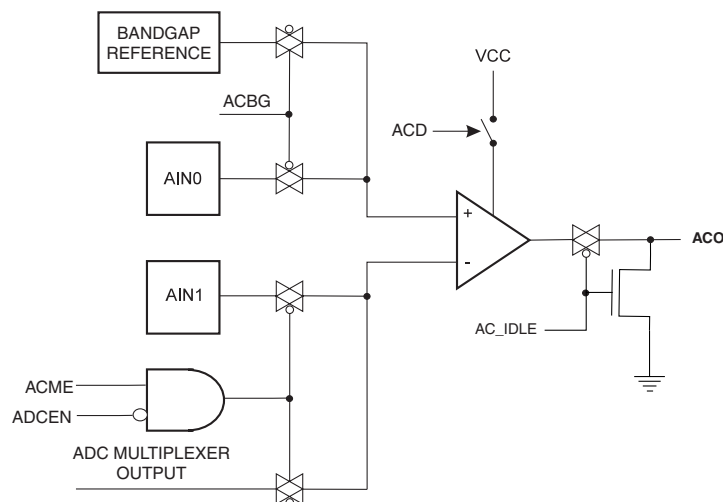 BANDGAP
REFERENCE
VCC
ACBG
ACD
AIN0
+
ACO
-
AIN1
AC_IDLE
ACME
ADCEN
ADC MULTIPLEXER
OUTPUT